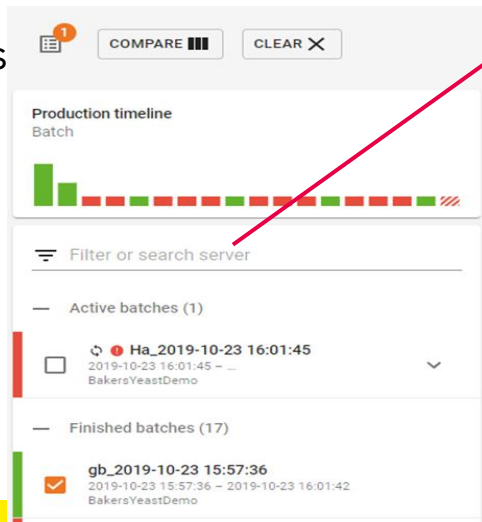 s
1
COMPARE
CLEAR
Production timeline
Batch
Filter or search server
Active batches (1)
Ha_2019-10-23 16:01:45
2019-10-23 16:01:45 – ...
BakersYeastDemo
Finished batches (17)
gb_2019-10-23 15:57:36
2019-10-23 15:57:36 – 2019-10-23 16:01:42
BakersYeastDemo